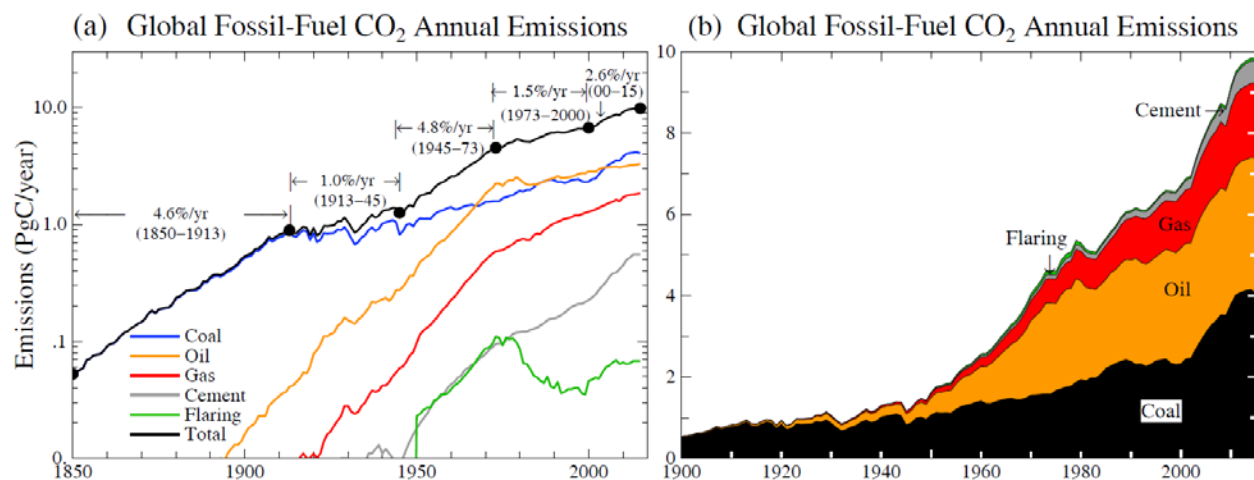 (a) Global Fossil-Fuel CO₂ Annual Emissions
Emissions (PgC/year)
10.0
1.0
.1
0
4.6%/yr
(1850−1913)
1.0%/yr
(1913−45)
4.8%/yr
(1945−73)
1.5%/yr
(1973−2000)
2.6%/yr
(00−15)
Coal
Oil
Gas
Cement
Flaring
Total
1850
1900
1950
2000
(b) Global Fossil-Fuel CO₂ Annual Emissions
10
8
6
4
2
0
Cement
Flaring
Gas
Oil
Coal
1900
1920
1940
1960
1980
2000